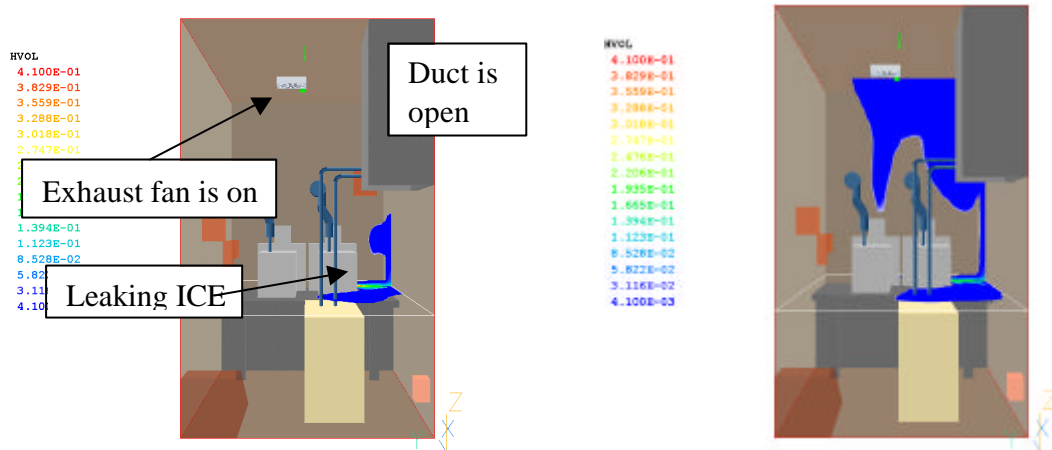 HVOL
4.100E-01
3.829E-01
3.559E-01
3.288E-01
3.018E-01
2.747E-01
1.394E-01
1.123E-01
8.528E-02
Exhaust fan is on
Duct is
open
Leaking ICE
Z
X
Y
HVOL
4.100E-01
3.829E-01
3.559E-01
3.288E-01
3.018E-01
2.747E-01
2.476E-01
2.206E-01
1.935E-01
1.665E-01
1.394E-01
1.123E-01
8.528E-02
5.822E-02
3.116E-02
4.100E-03
Z
X
Y